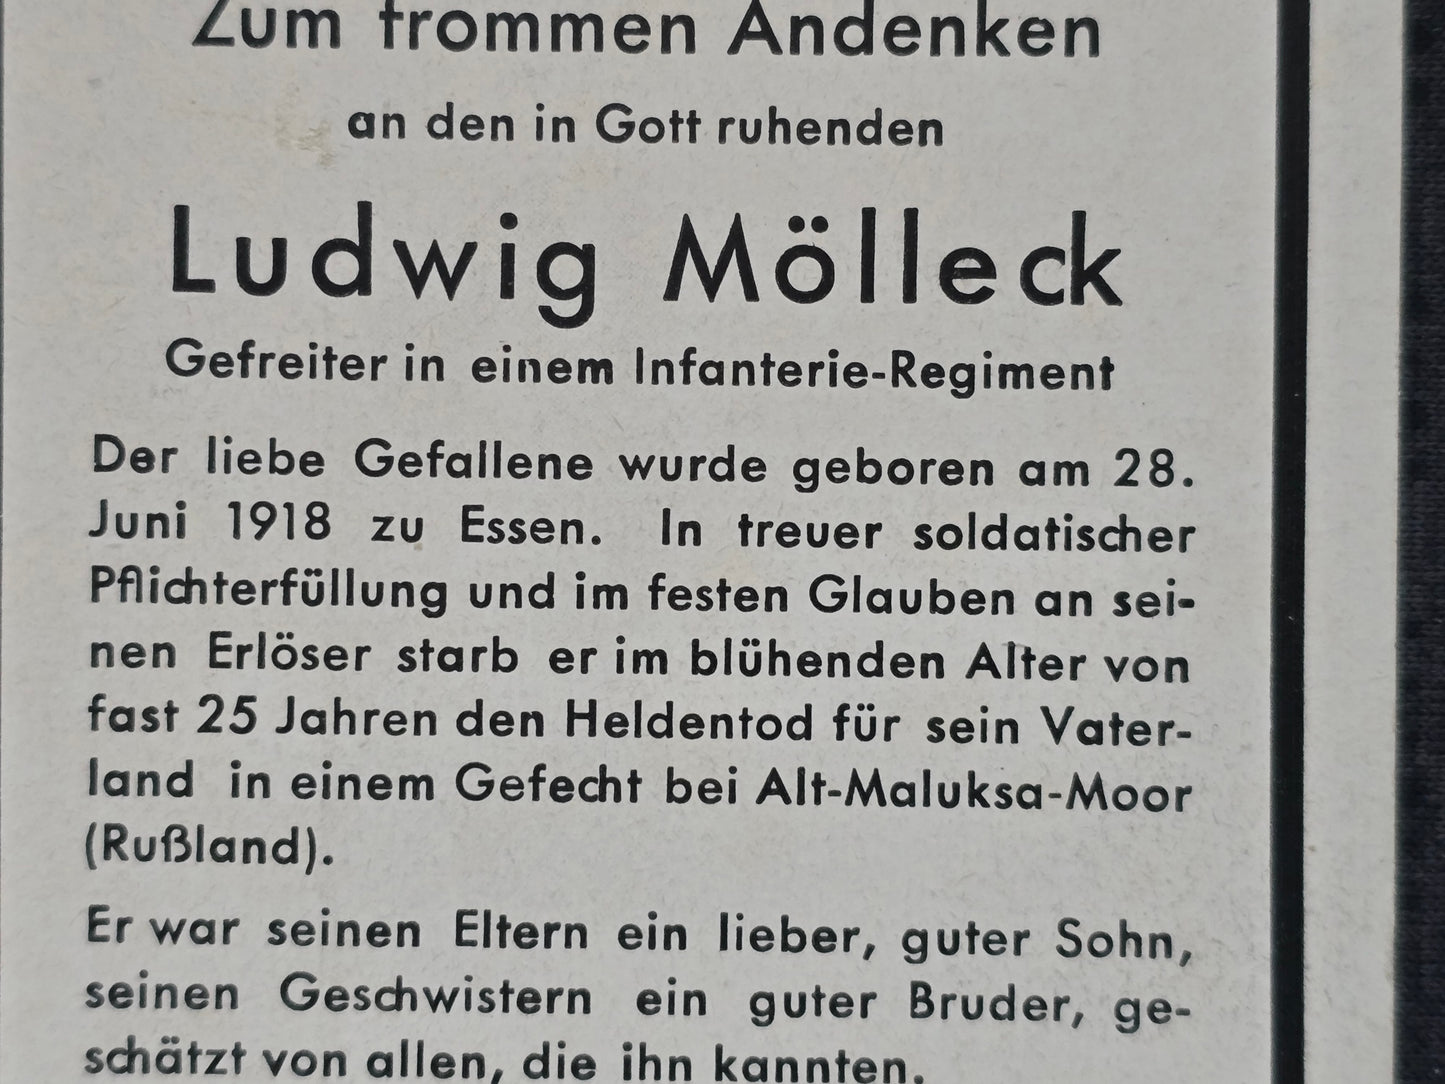 Zum frommen Andenken
an den in Gott ruhenden
Ludwig Mölleck
Gefreiter in einem Infanterie-Regiment
Der liebe Gefallene wurde geboren am 28.
Juni 1918 zu Essen. In treuer soldatischer
Pflichterfüllung und im festen Glauben an sei-
nen Erlöser starb er im blühenden Alter von
fast 25 Jahren den Heldentod für sein Vater-
land in einem Gefecht bei Alt-Maluksa-Moor
(Rußland).
Er war seinen Eltern ein lieber, guter Sohn,
seinen Geschwistern ein guter Bruder, ge-
schätzt von allen, die ihn kannten.